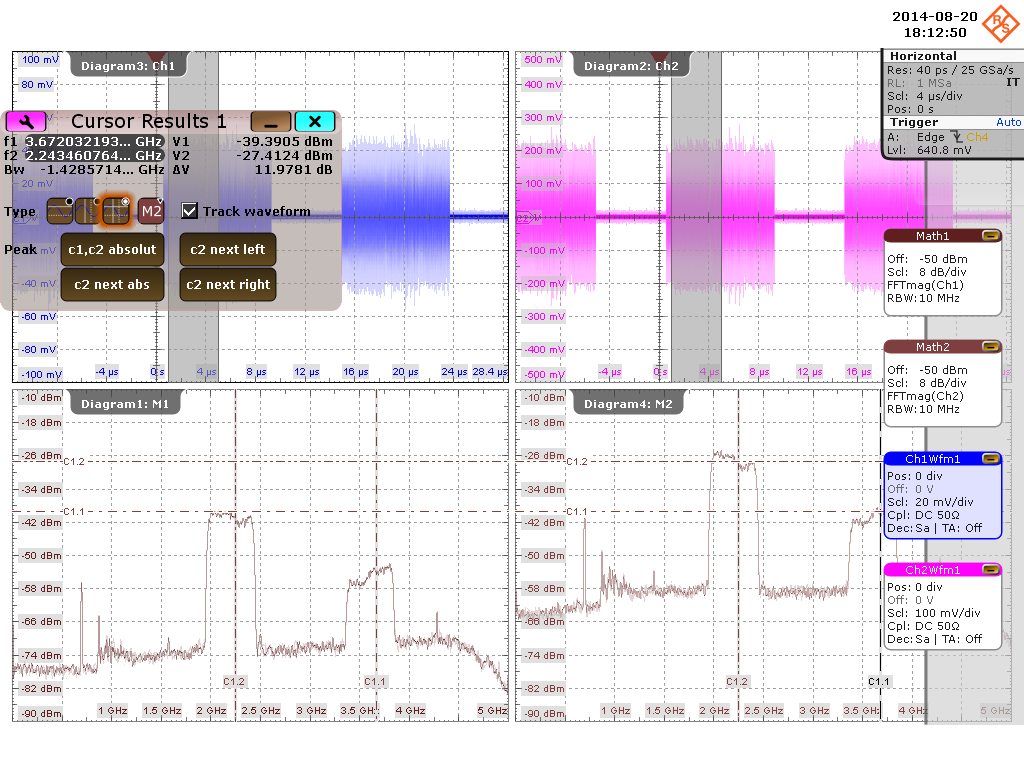 2014-08-20
18:12:50
R S
Horizontal
Res: 40 ps / 25 GSa/s
RL: 1 MSa
IT
Scl: 4 µs/div
Pos: 0 s
Trigger
Auto
A: Edge Ch4
Lvl: 640.8 mV
Diagram3: Ch1
100 mV
80 mV
20 mV
-40 mV
-60 mV
-80 mV
-100 mV
-4 µs
0 s
4 µs
8 µs
12 µs
16 µs
20 µs
24 µs
28.4 µs
Cursor Results 1
f1 3.672032193... GHz V1 -39.3905 dBm
f2 2.243460764... GHz V2 -27.4124 dBm
Bw -1.4285714... GHz ΔV 11.9781 dB
Type
M2
Track waveform
Peak
c1,c2 absolut
c2 next left
c2 next abs
c2 next right
Diagram2: Ch2
500 mV
400 mV
300 mV
200 mV
100 mV
-100 mV
-200 mV
-300 mV
-400 mV
-500 mV
-4 µs
0 s
4 µs
8 µs
12 µs
16 µs
Math1
Off: -50 dBm
Scl: 8 dB/div
FFTmag(Ch1)
RBW:10 MHz
Math2
Off: -50 dBm
Scl: 8 dB/div
FFTmag(Ch2)
RBW:10 MHz
Ch1Wfm1
Pos: 0 div
Off: 0 V
Scl: 20 mV/div
Cpl: DC 50Ω
Dec:Sa | TA: Off
Ch2Wfm1
Pos: 0 div
Off: 0 V
Scl: 100 mV/div
Cpl: DC 50Ω
Dec:Sa | TA: Off
Diagram1: M1
-10 dBm
-18 dBm
-26 dBm
C1.2
-34 dBm
C1.1
-42 dBm
-50 dBm
-58 dBm
-66 dBm
-74 dBm
-82 dBm
-90 dBm
C1.2
C1.1
1 GHz
1.5 GHz
2 GHz
2.5 GHz
3 GHz
3.5 GHz
4 GHz
5 GHz
Diagram4: M2
-10 dBm
-18 dBm
-26 dBm
C1.2
-34 dBm
C1.1
-42 dBm
-50 dBm
-58 dBm
-66 dBm
-74 dBm
-82 dBm
-90 dBm
C1.2
C1.1
1 GHz
1.5 GHz
2 GHz
2.5 GHz
3 GHz
3.5 GHz
4 GHz
5 GHz